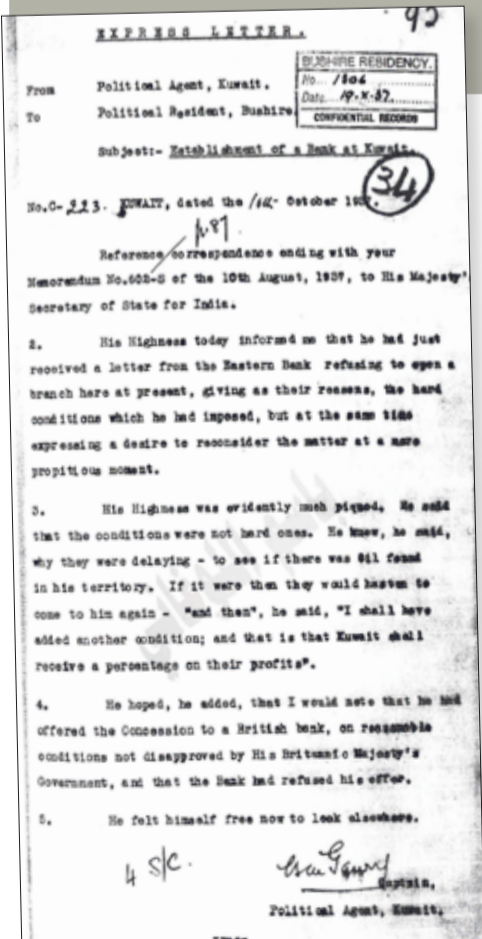 92
EXPRESS LETTER.
BUSHIRE RESIDENCY.
No... 1806
Date. 19.X.37.
CONFIDENTIAL RECORDS
From Political Agent, Kuwait.
To Political Resident, Bushire
Subject:- Establishment of a Bank at Kuwait.
34
No.C-223. KUWAIT, dated the October 1937.
p.87
Reference correspondence ending with your
Memorandum No.602-S of the 10th August, 1937, to His Majesty'
Secretary of State for India.
2. His Highness today informed me that he had just
received a letter from the Eastern Bank refusing to open a
branch here at present, giving as their reasons, the hard
conditions which he had imposed, but at the same time
expressing a desire to reconsider the matter at a more
propitious moment.
3. His Highness was evidently much piqued. He said
that the conditions were not hard ones. He knew, he said,
why they were delaying - to see if there was Oil found
in his territory. If it were then they would hasten to
come to him again - "and then", he said, "I shall have
added another condition; and that is that Kuwait shall
receive a percentage on their profits".
4. He hoped, he added, that I would note that he had
offered the Concession to a British bank, on reasonable
conditions not disapproved by His Britannic Majesty's
Government, and that the Bank had refused his offer.
5. He felt himself free now to look elsewhere.
4 S/C.
Captain,
Political Agent, Kuwait.